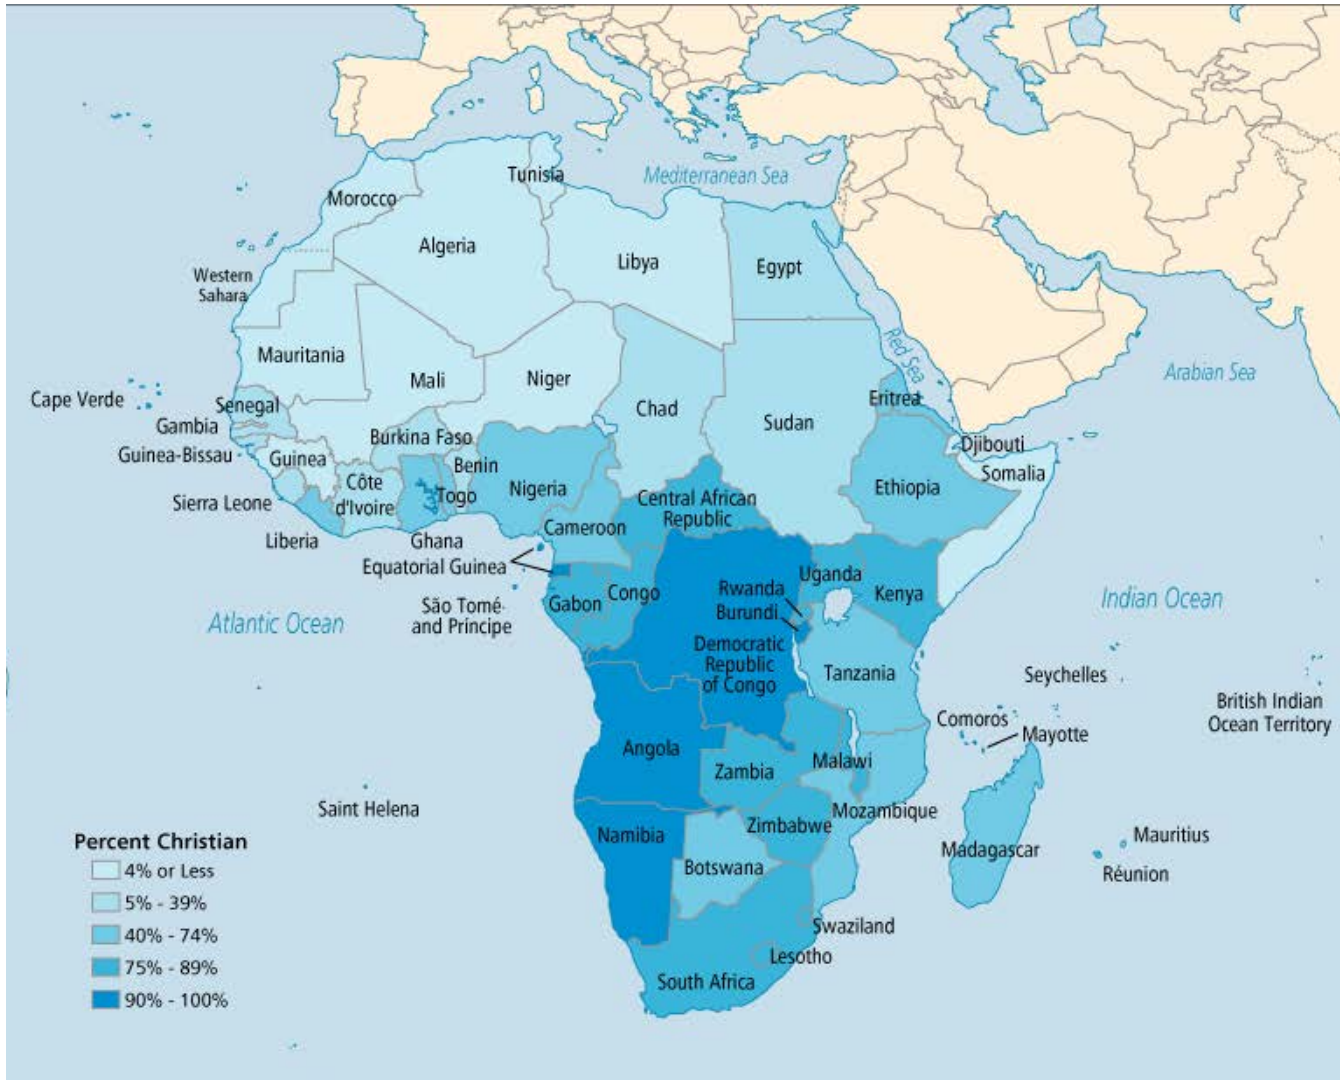 Mediterranean Sea
Tunisia
Morocco
Algeria
Libya
Egypt
Western
Sahara
Mauritania
Mali
Niger
Chad
Sudan
Red Sea
Arabian Sea
Cape Verde
Senegal
Gambia
Guinea-Bissau
Guinea
Sierra Leone
Liberia
Côte
d'Ivoire
Burkina Faso
Ghana
Togo
Benin
Nigeria
Cameroon
Central African
Republic
Eritrea
Djibouti
Somalia
Ethiopia
Equatorial Guinea
São Tomé
and Príncipe
Gabon
Congo
Rwanda
Burundi
Democratic
Republic
of Congo
Uganda
Kenya
Tanzania
Atlantic Ocean
Indian Ocean
Seychelles
British Indian
Ocean Territory
Comoros
Mayotte
Angola
Zambia
Malawi
Mozambique
Zimbabwe
Namibia
Botswana
Madagascar
Mauritius
Réunion
Swaziland
Lesotho
South Africa
Saint Helena
Percent Christian
4% or Less
5% - 39%
40% - 74%
75% - 89%
90% - 100%